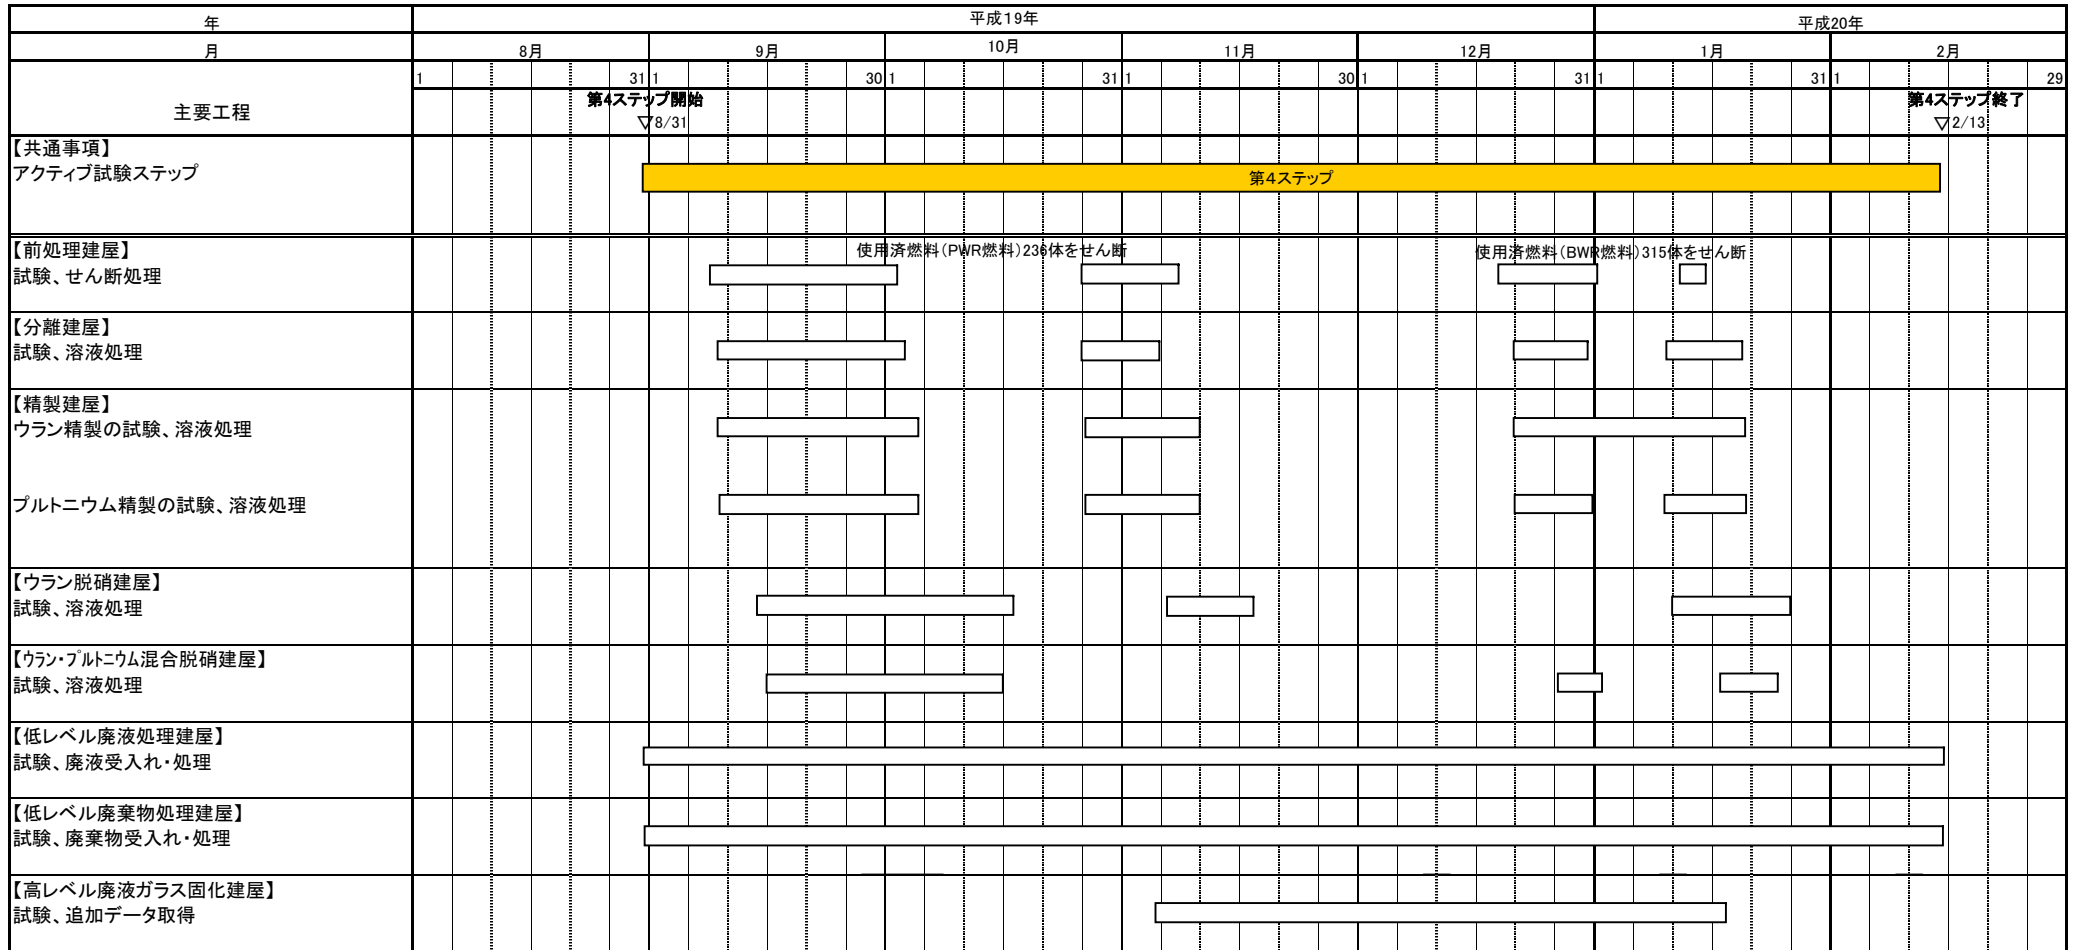 年
平成19年
平成20年
月
8月
9月
10月
11月
12月
1月
2月
1
31
1
30
1
31
1
30
1
31
1
31
1
29
主要工程
第4ステップ開始
▽8/31
第4ステップ終了
▽2/13
【共通事項】
アクティブ試験ステップ
第4ステップ
【前処理建屋】
試験、せん断処理
使用済燃料(PWR燃料)236体をせん断
使用済燃料(BWR燃料)315体をせん断
【分離建屋】
試験、溶液処理
【精製建屋】
ウラン精製の試験、溶液処理
プルトニウム精製の試験、溶液処理
【ウラン脱硝建屋】
試験、溶液処理
【ウラン・プルトニウム混合脱硝建屋】
試験、溶液処理
【低レベル廃液処理建屋】
試験、廃液受入れ・処理
【低レベル廃棄物処理建屋】
試験、廃棄物受入れ・処理
【高レベル廃液ガラス固化建屋】
試験、追加データ取得